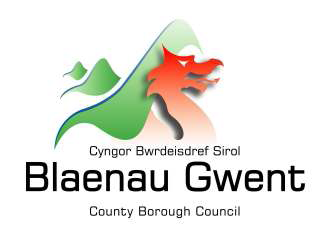 Cyngor Bwrdeisdref Sirol
Blaenau Gwent
County Borough Council